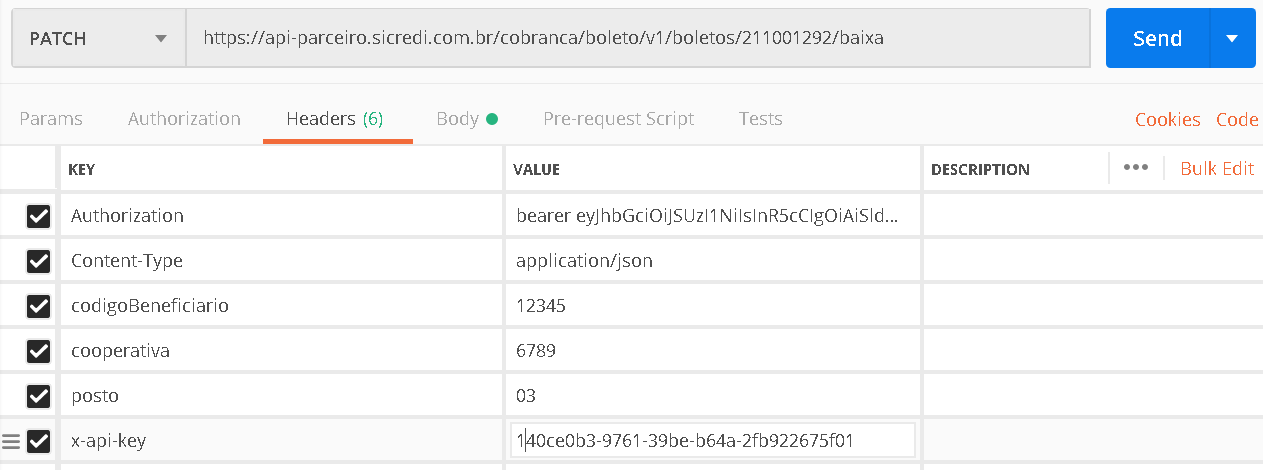 PATCH https://api-parceiro.sicredi.com.br/cobranca/boleto/v1/boletos/211001292/baixa Send
Params Authorization Headers (6) Body Pre-request Script Tests Cookies Code
KEY VALUE DESCRIPTION ••• Bulk Edit
Authorization bearer eyJhbGciOiJSUzI1NiIsInR5cCIgOiAiSld...
Content-Type application/json
codigoBeneficiario 12345
cooperativa 6789
posto 03
x-api-key 140ce0b3-9761-39be-b64a-2fb922675f01